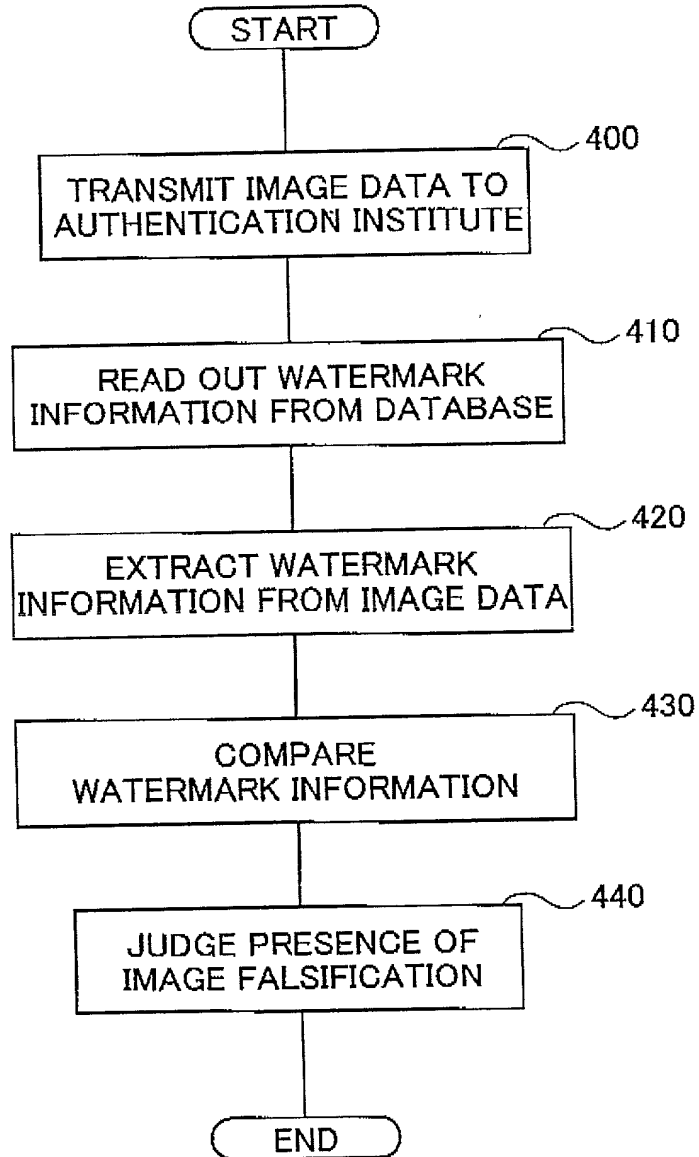 START
400
TRANSMIT IMAGE DATA TO
AUTHENTICATION INSTITUTE
410
READ OUT WATERMARK
INFORMATION FROM DATABASE
420
EXTRACT WATERMARK
INFORMATION FROM IMAGE DATA
430
COMPARE
WATERMARK INFORMATION
440
JUDGE PRESENCE OF
IMAGE FALSIFICATION
END